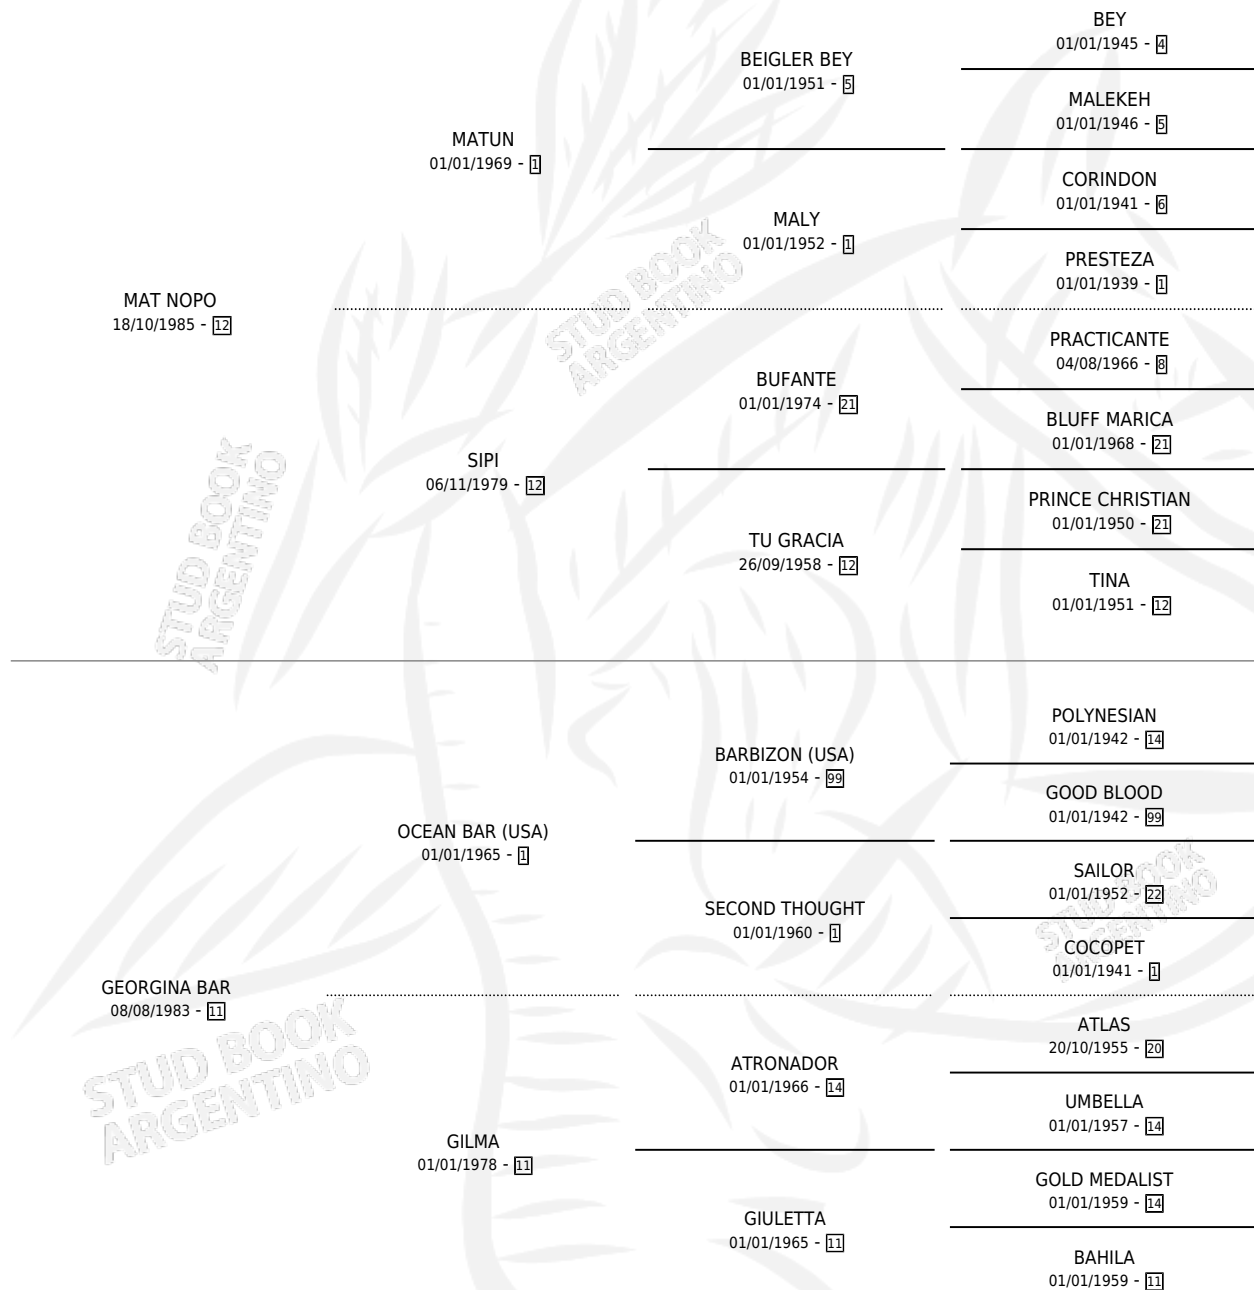 BEY
01/01/1945 - 4
BEIGLER BEY
01/01/1951 - 5
MALEKEH
01/01/1946 - 5
MATUN
01/01/1969 - 1
CORINDON
01/01/1941 - 6
MALY
01/01/1952 - 1
PRESTEZA
01/01/1939 - 1
MAT NOPO
18/10/1985 - 12
PRACTICANTE
04/08/1966 - 8
BUFANTE
01/01/1974 - 21
BLUFF MARICA
01/01/1968 - 21
SIPI
06/11/1979 - 12
PRINCE CHRISTIAN
01/01/1950 - 21
TU GRACIA
26/09/1958 - 12
TINA
01/01/1951 - 12
POLYNESIAN
01/01/1942 - 14
BARBIZON (USA)
01/01/1954 - 99
GOOD BLOOD
01/01/1942 - 99
OCEAN BAR (USA)
01/01/1965 - 1
SAILOR
01/01/1952 - 22
SECOND THOUGHT
01/01/1960 - 1
COCOPET
01/01/1941 - 1
GEORGINA BAR
08/08/1983 - 11
ATLAS
20/10/1955 - 20
ATRONADOR
01/01/1966 - 14
UMBELLA
01/01/1957 - 14
GILMA
01/01/1978 - 11
GOLD MEDALIST
01/01/1959 - 14
GIULETTA
01/01/1965 - 11
BAHILA
01/01/1959 - 11
STUD BOOK
ARGENTINO
STUD BOOK
ARGENTINO
STUD BOOK
ARGENTINO
STUD BOOK
ARGENTINO